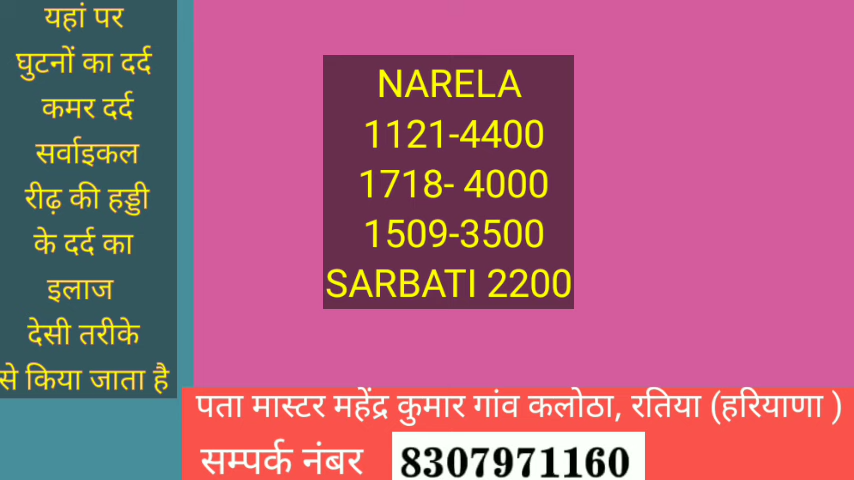 यहां पर
घुटनों का दर्द
कमर दर्द
सर्वाइकल
रीढ़ की हड्डी
के दर्द का
इलाज
देसी तरीके
से किया जाता है
NARELA
1121-4400
1718- 4000
1509-3500
SARBATI 2200
पता मास्टर महेंद्र कुमार गांव कलोठा, रतिया (हरियाणा )
सम्पर्क नंबर 8307971160